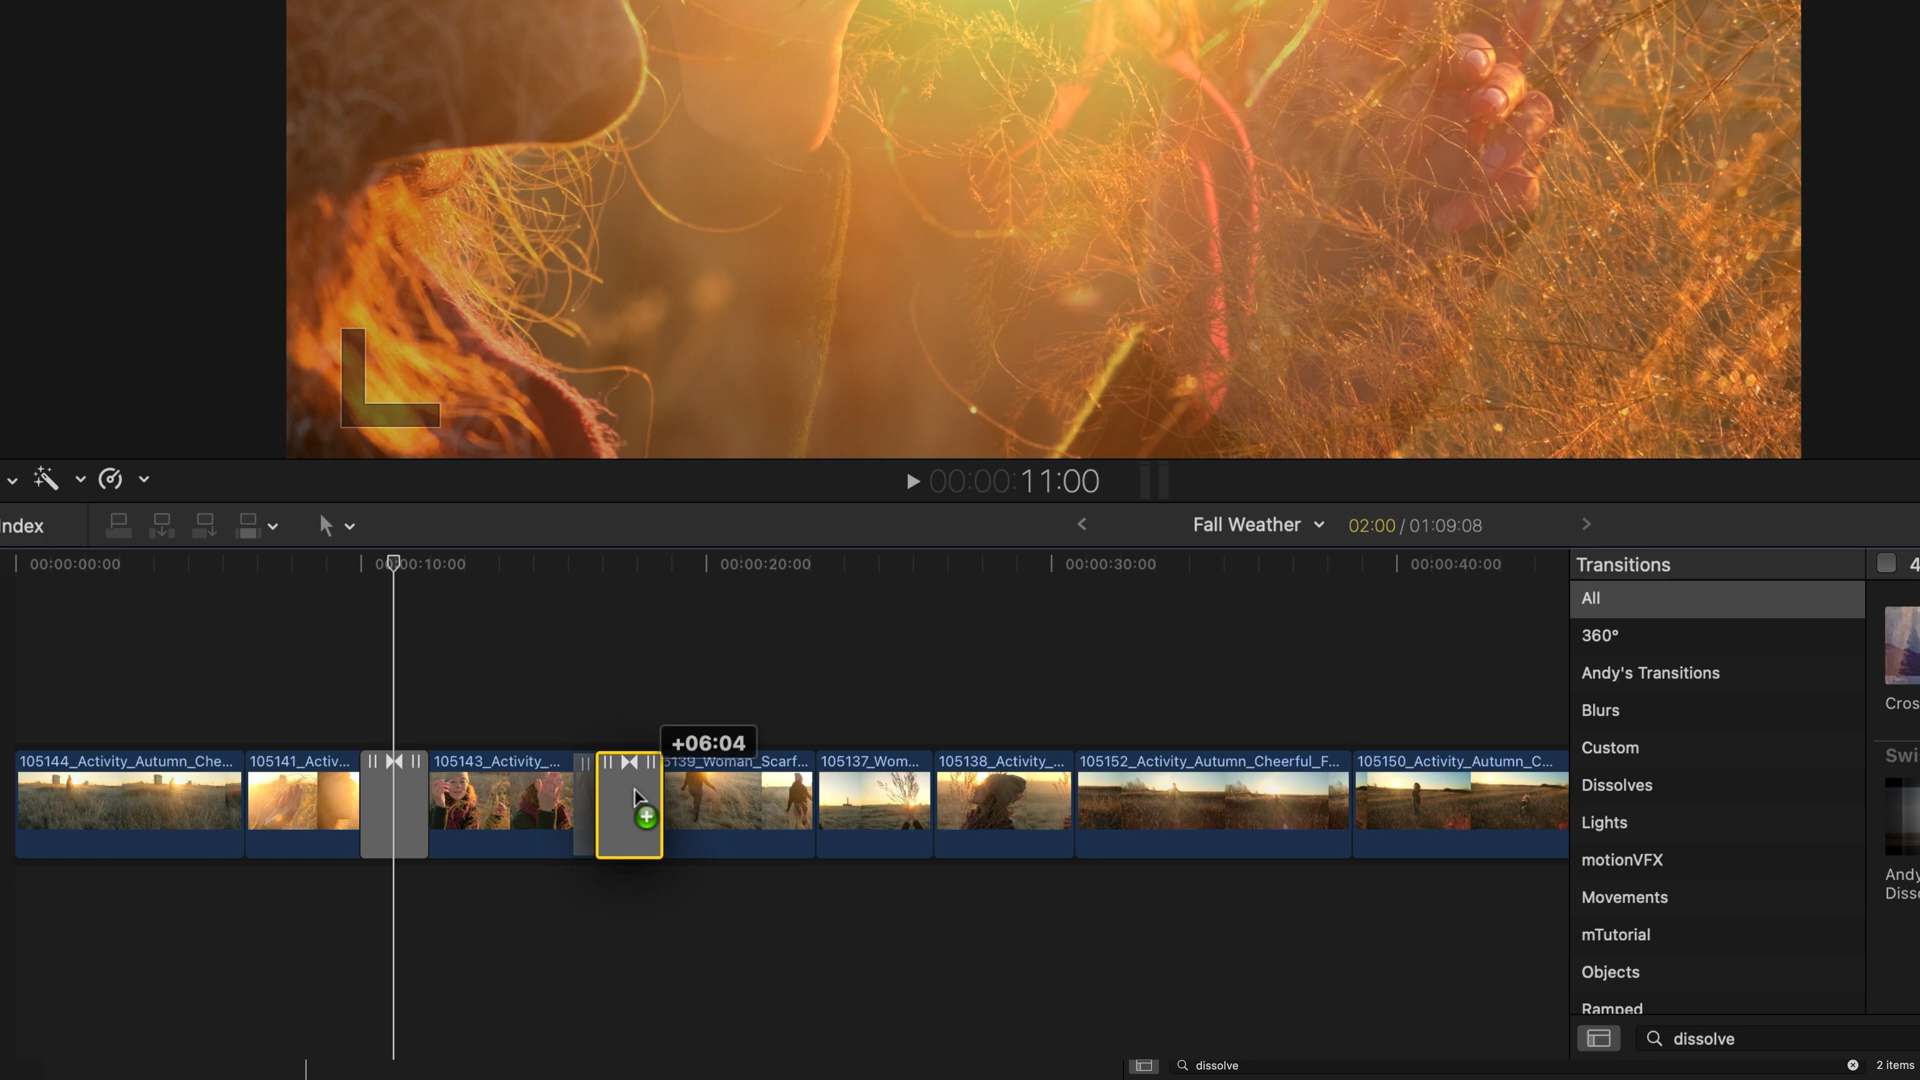 00:00:11:00
Index
Fall Weather
02:00 / 01:09:08
00:00:00:00
00:00:10:00
00:00:20:00
00:00:30:00
00:00:40:00
Transitions
4
All
360°
Andy's Transitions
Blurs
Custom
Dissolves
Lights
motionVFX
Movements
mTutorial
Objects
Ramped
Cros
Swi
Andy
Diss
+06:04
105144_Activity_Autumn_Che...
105141_Activ...
105143_Activity_...
5139_Woman_Scarf...
105137_Wom...
105138_Activity_...
105152_Activity_Autumn_Cheerful_F...
105150_Activity_Autumn_C...
dissolve
dissolve
2 items